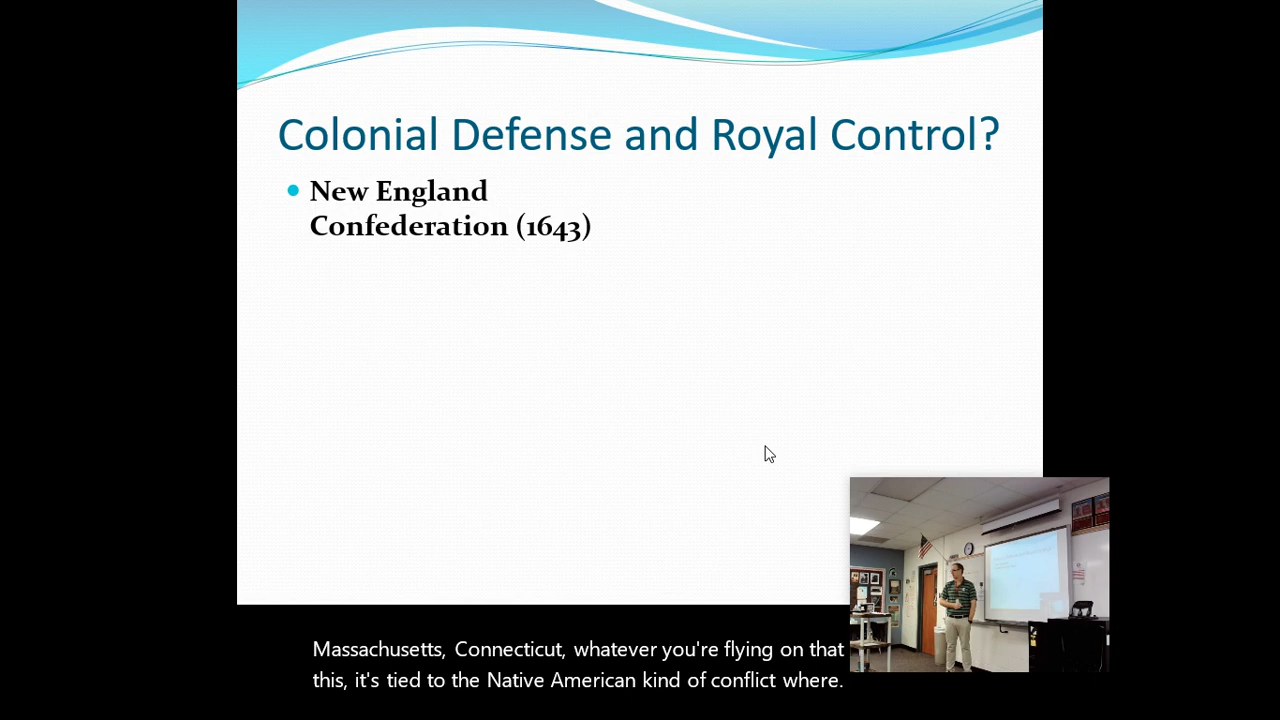 Colonial Defense and Royal Control?
New England
Confederation (1643)
Massachusetts, Connecticut, whatever you're flying on that
this, it's tied to the Native American kind of conflict where.